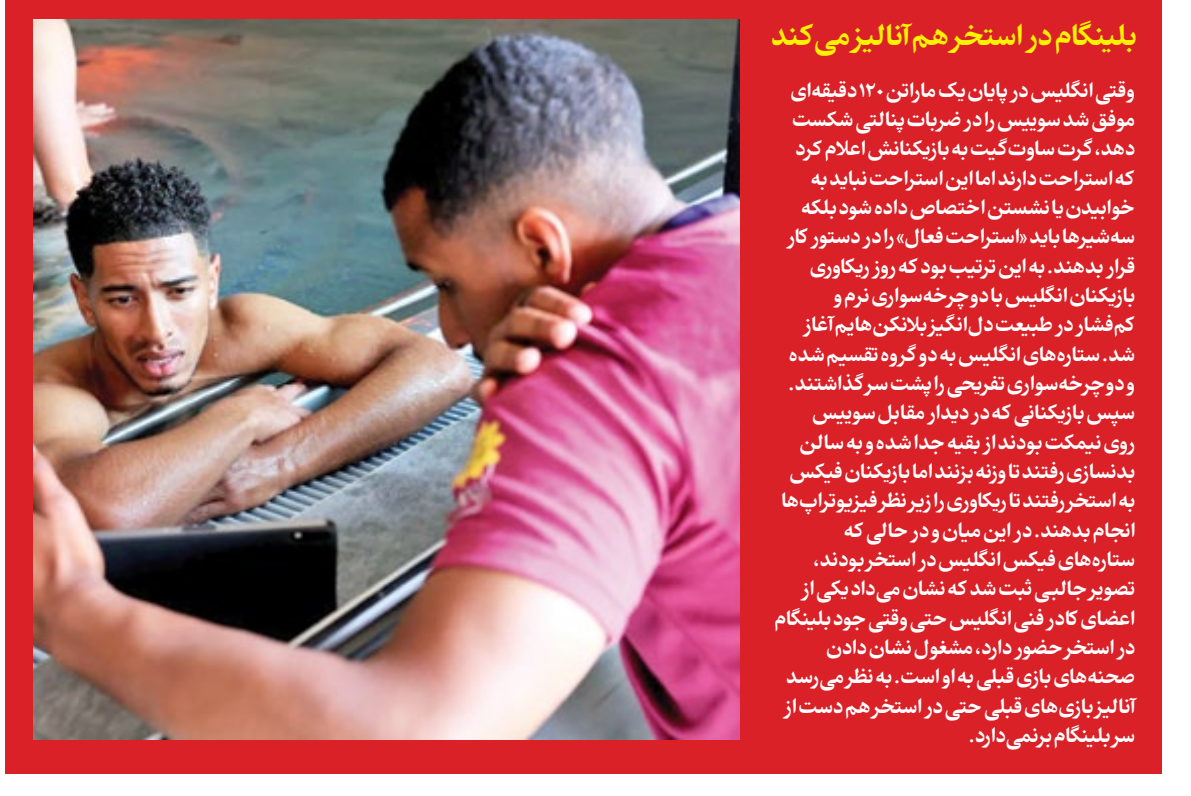 بلینگام در استخر هم آنالیز می‌کند
وقتی انگلیس در پایان یک ماراتن ۱۲۰ دقیقه‌ای
موفق شد سوییس را در ضربات پنالتی شکست
دهد، گرت ساوت‌گیت به بازیکنانش اعلام کرد
که استراحت دارند اما این استراحت نباید به
خوابیدن یا نشستن اختصاص داده شود بلکه
سه‌شیرها باید «استراحت فعال» را در دستور کار
قرار بدهند. به این ترتیب بود که روز ریکاوری
بازیکنان انگلیس با دوچرخه‌سواری نرم و
کم‌فشار در طبیعت دل‌انگیز بلانکن‌هایم آغاز
شد. ستاره‌های انگلیس به دو گروه تقسیم شده
و دوچرخه‌سواری تفریحی را پشت سر گذاشتند.
سپس بازیکنانی که در دیدار مقابل سوییس
روی نیمکت بودند از بقیه جدا شده و به سالن
بدنسازی رفتند تا وزنه بزنند اما بازیکنان فیکس
به استخر رفتند تا ریکاوری را زیر نظر فیزیوتراپ‌ها
انجام بدهند. در این میان و در حالی که
ستاره‌های فیکس انگلیس در استخر بودند،
تصویر جالبی ثبت شد که نشان می‌داد یکی از
اعضای کادر فنی انگلیس حتی وقتی جود بلینگام
در استخر حضور دارد، مشغول نشان دادن
صحنه‌های بازی قبلی به او است. به نظر می‌رسد
آنالیز بازی‌های قبلی حتی در استخر هم دست از
سر بلینگام برنمی‌دارد.